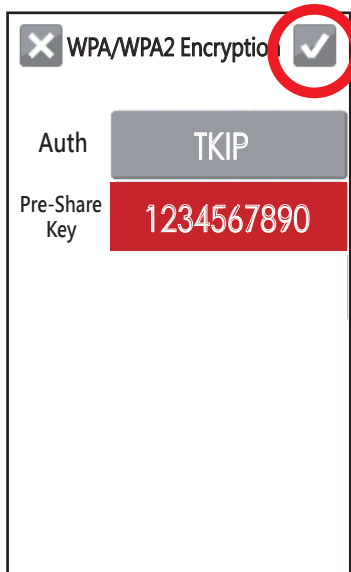 WPA/WPA2 Encryption
Auth
TKIP
Pre-Share
Key
1234567890